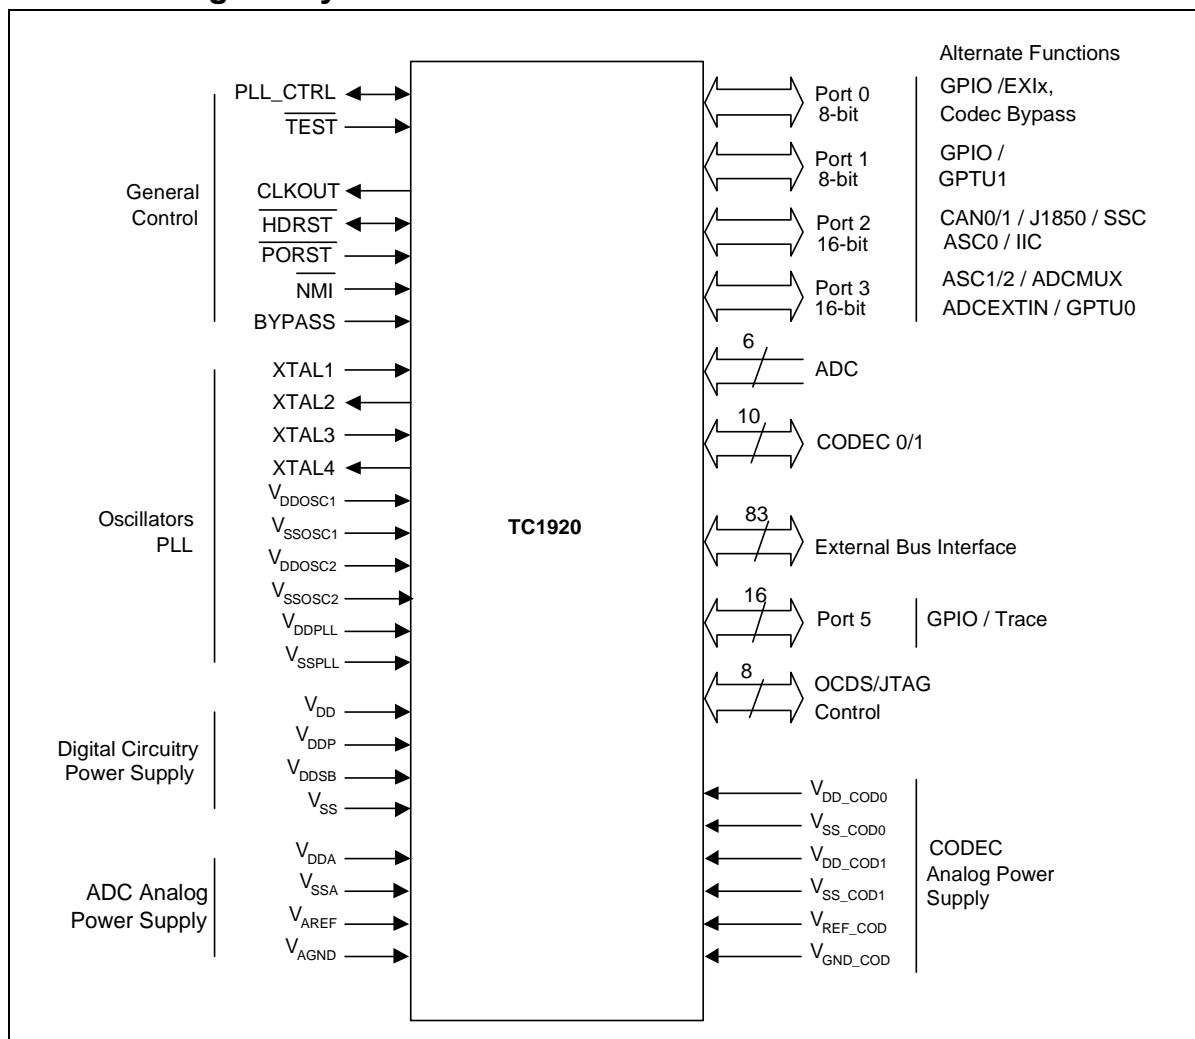 PLL_CTRL
TEST
General
Control
CLKOUT
HDRST
PORST
NMI
BYPASS
XTAL1
XTAL2
XTAL3
XTAL4
Oscillators
PLL
VDDOSC1
VSSOSC1
VDDOSC2
VSSOSC2
VDDPLL
VSSPLL
Digital Circuitry
Power Supply
VDD
VDDP
VDDSB
VSS
ADC Analog
Power Supply
VDDA
VSSA
VAREF
VAGND
TC1920
Alternate Functions
Port 0
8-bit
GPIO /EXIx,
Codec Bypass
Port 1
8-bit
GPIO /
GPTU1
Port 2
16-bit
CAN0/1 / J1850 / SSC
ASC0 / IIC
Port 3
16-bit
ASC1/2 / ADCMUX
ADCEXTIN / GPTU0
6
ADC
10
CODEC 0/1
83
External Bus Interface
16
Port 5
GPIO / Trace
8
OCDS/JTAG
Control
VDD_COD0
VSS_COD0
VDD_COD1
VSS_COD1
VREF_COD
VGND_COD
CODEC
Analog Power
Supply